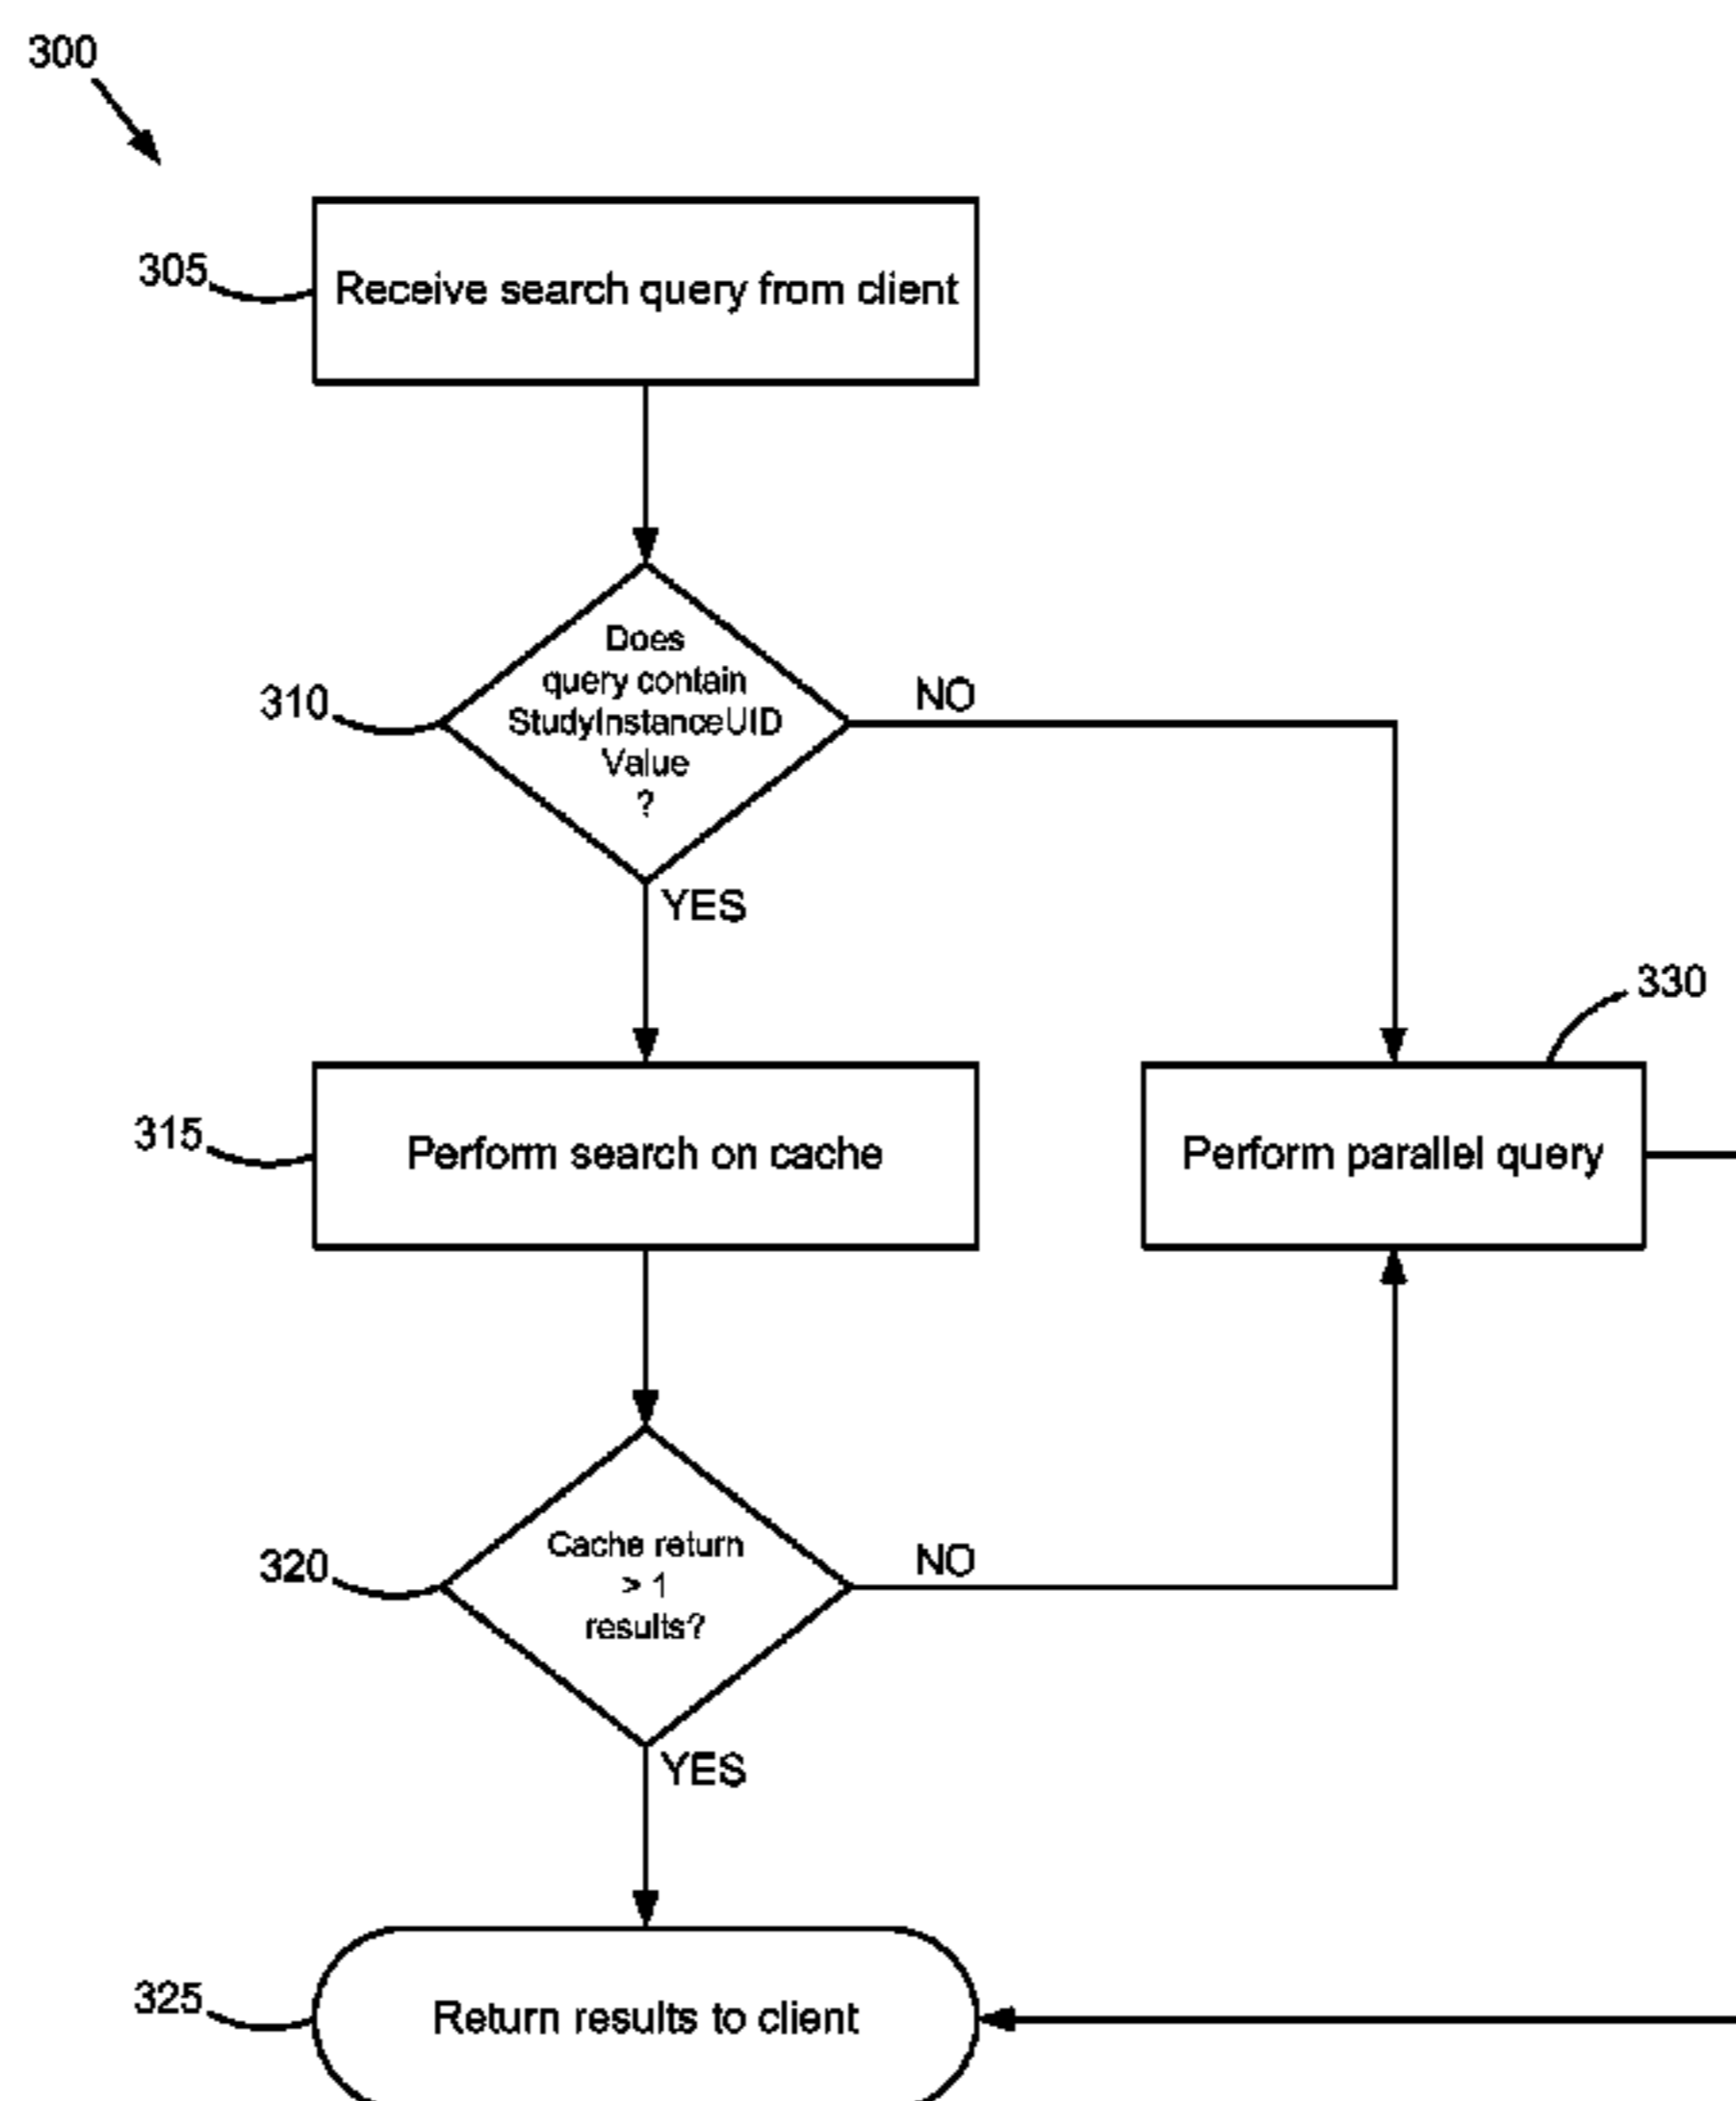 300
305
Receive search query from client
310
Does
query contain
StudyInstanceUID
Value
?
NO
YES
330
315
Perform search on cache
Perform parallel query
320
Cache return
> 1
results?
NO
YES
325
Return results to client